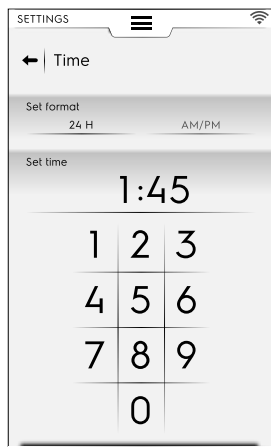 SETTINGS
Time
Set format
24 H AM/PM
Set time
1:45
1 2 3
4 5 6
7 8 9
0